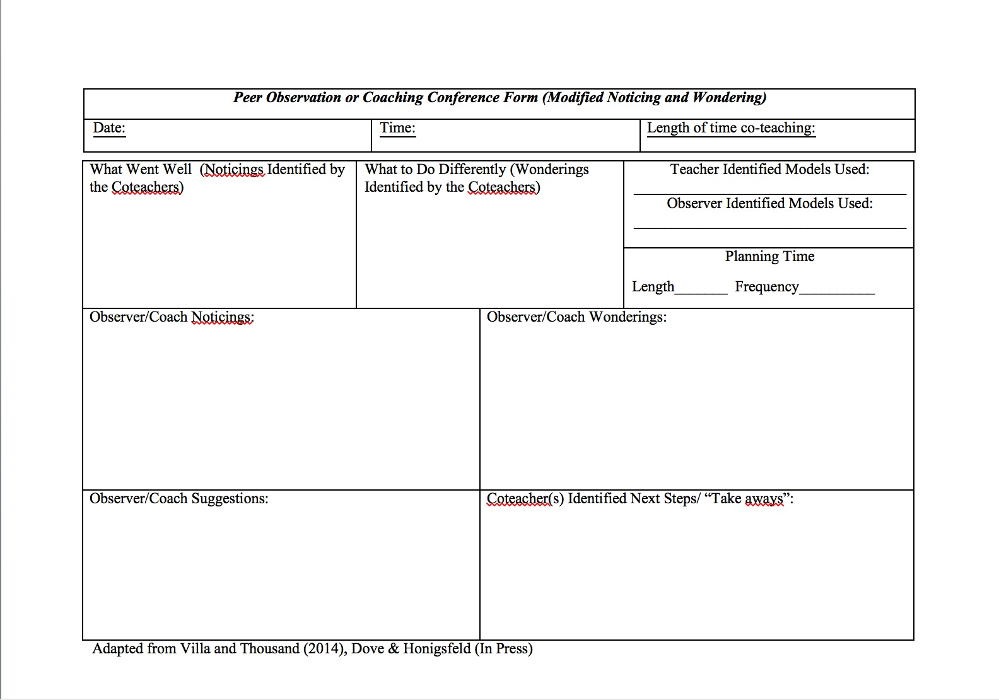 Peer Observation or Coaching Conference Form (Modified Noticing and Wondering)
Date:
Time:
Length of time co-teaching:
What Went Well  (Noticings Identified by
the Coteachers)
What to Do Differently (Wonderings
Identified by the Coteachers)
Teacher Identified Models Used:
____________________________________
Observer Identified Models Used:
____________________________________
Planning Time
Length_______  Frequency__________
Observer/Coach Noticings:
Observer/Coach Wonderings:
Observer/Coach Suggestions:
Coteacher(s) Identified Next Steps/ “Take aways”:
Adapted from Villa and Thousand (2014), Dove & Honigsfeld (In Press)